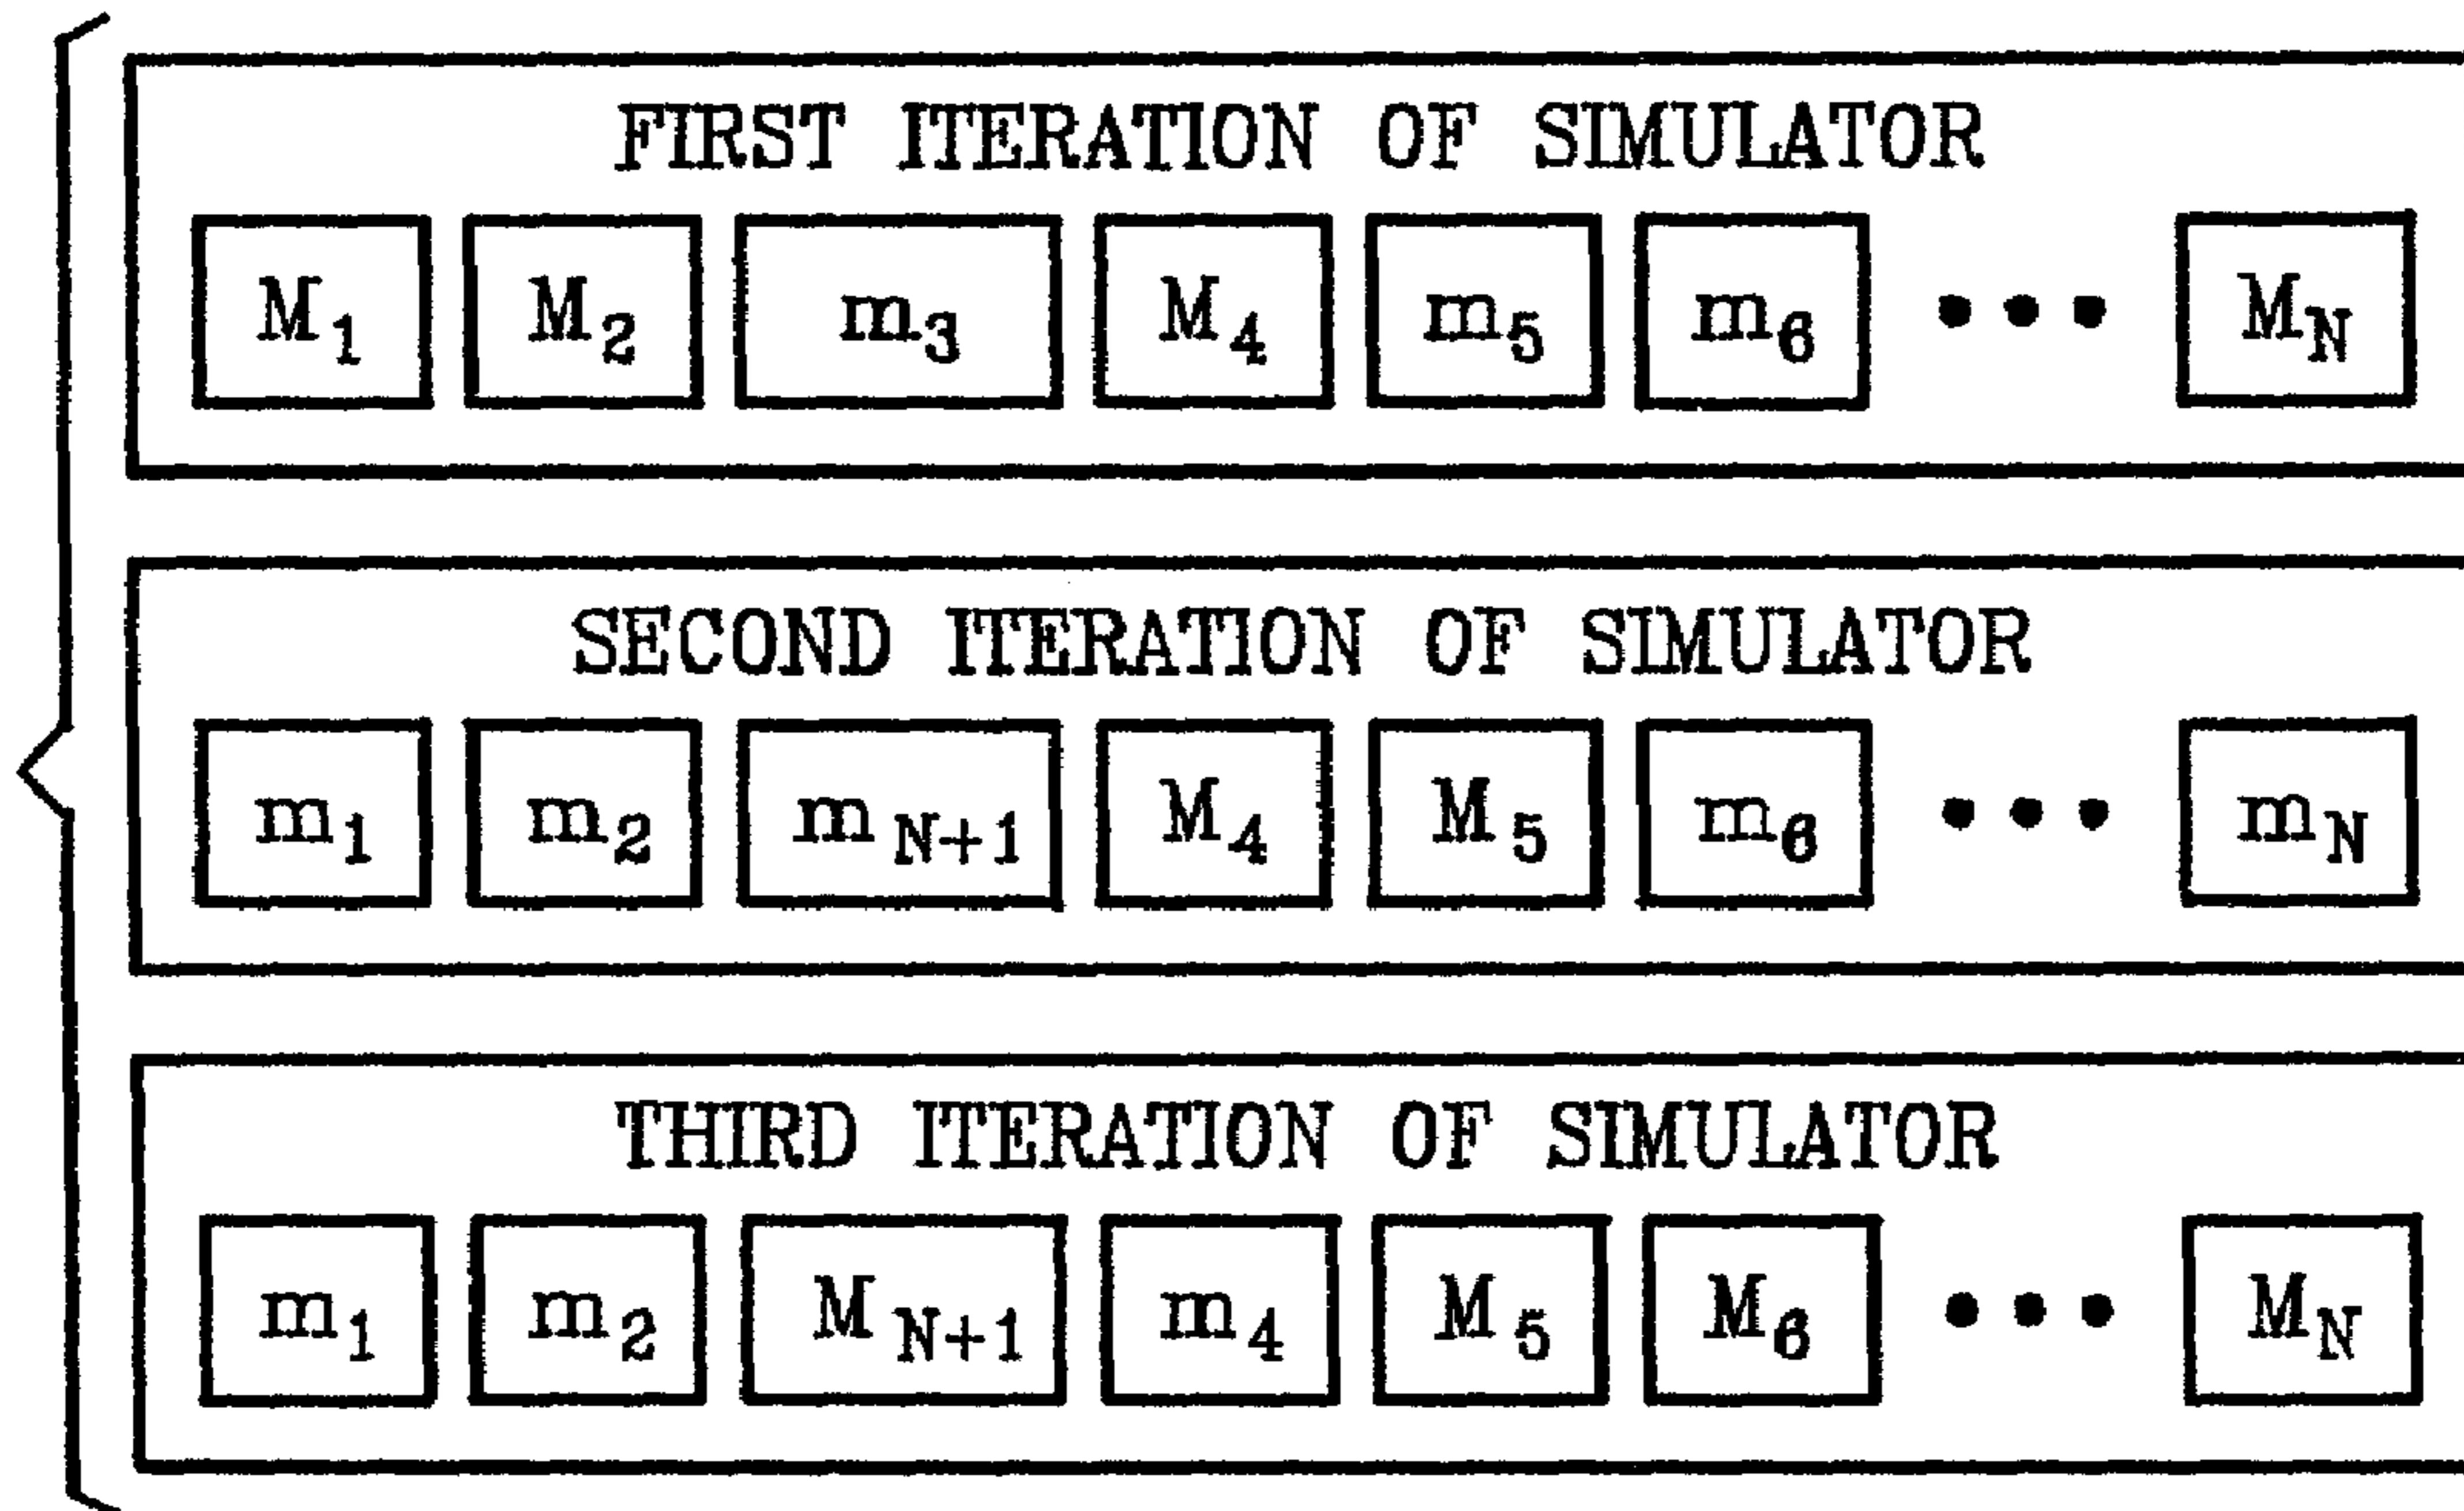 FIRST ITERATION OF SIMULATOR
M1 M2 m3 M4 m5 m6 ••• MN
SECOND ITERATION OF SIMULATOR
m1 m2 mN+1 M4 M5 m6 ••• mN
THIRD ITERATION OF SIMULATOR
m1 m2 MN+1 m4 M5 M6 ••• MN